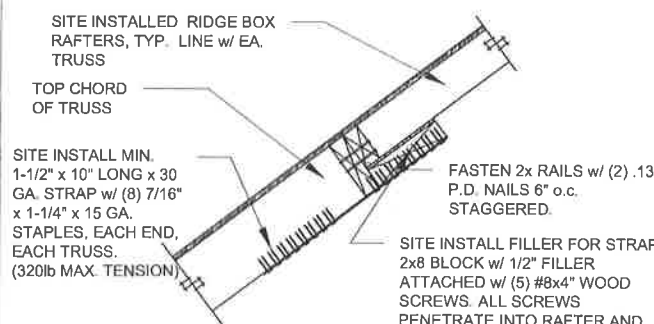 SITE INSTALLED RIDGE BOX
RAFTERS, TYP. LINE w/ EA.
TRUSS
TOP CHORD
OF TRUSS
SITE INSTALL MIN.
1-1/2" x 10" LONG x 30
GA. STRAP w/ (8) 7/16"
x 1-1/4" x 15 GA.
STAPLES, EACH END,
EACH TRUSS.
(320lb MAX. TENSION)
FASTEN 2x RAILS w/ (2) .13
P.D. NAILS 6" o.c.
STAGGERED.
SITE INSTALL FILLER FOR STRAP
2x8 BLOCK w/ 1/2" FILLER
ATTACHED w/ (5) #8x4" WOOD
SCREWS. ALL SCREWS
PENETRATE INTO RAFTER AND